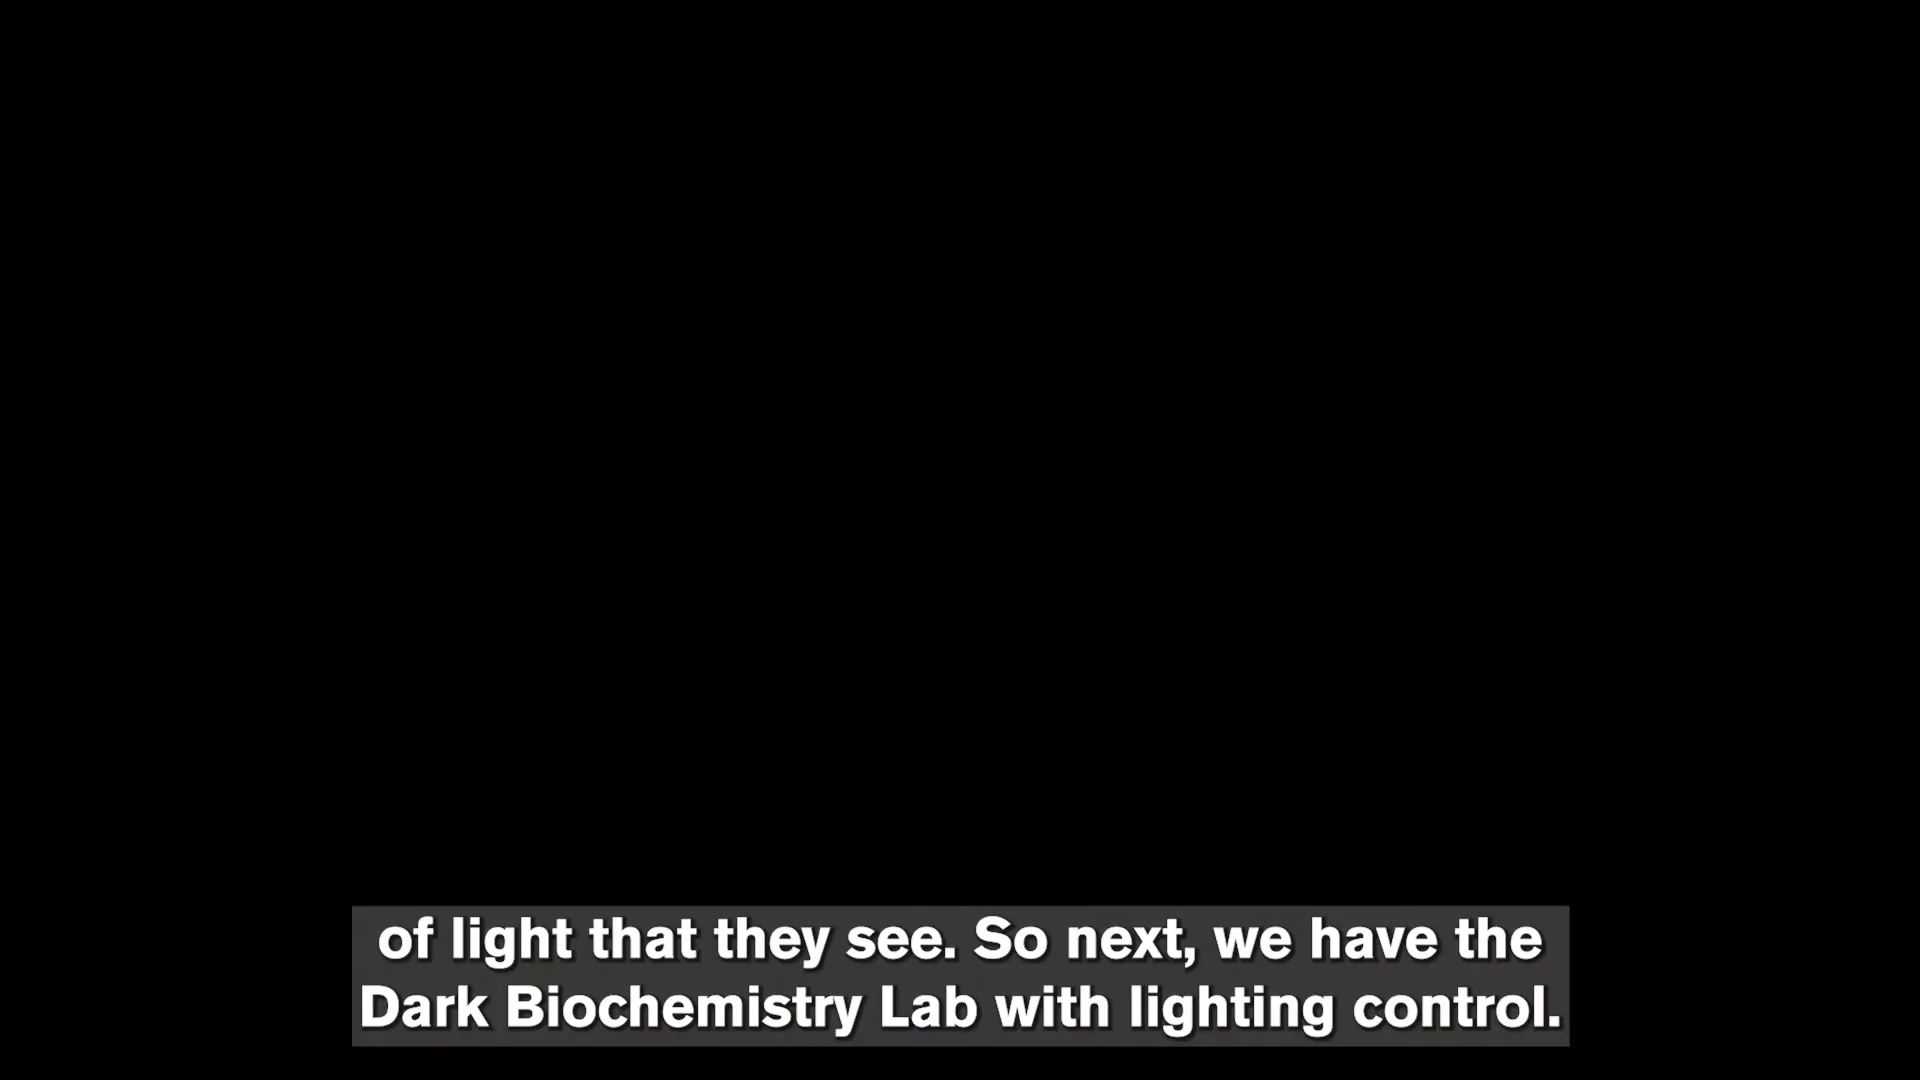 of light that they see. So next, we have the
Dark Biochemistry Lab with lighting control.